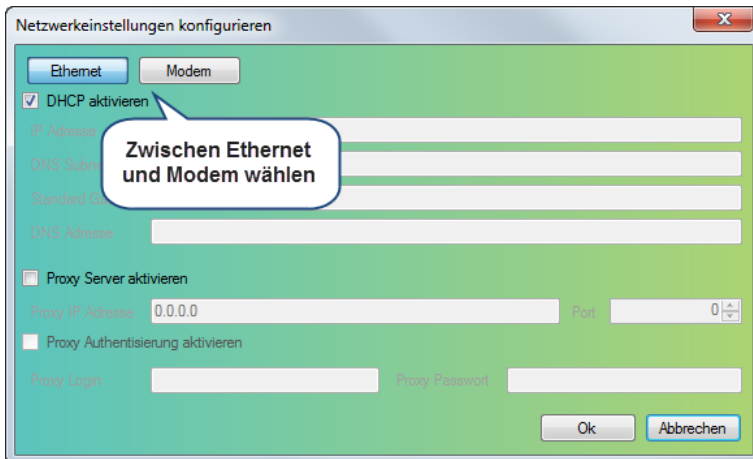 Netzwerkeinstellungen konfigurieren
Ethernet Modem
DHCP aktivieren
IP Adresse
Zwischen Ethernet
und Modem wählen
DNS
Standard
DNS Adresse
Proxy Server aktivieren
Proxy IP Adresse 0.0.0.0 Port 0
Proxy Authentisierung aktivieren
Proxy Login Proxy Passwort
Ok Abbrechen